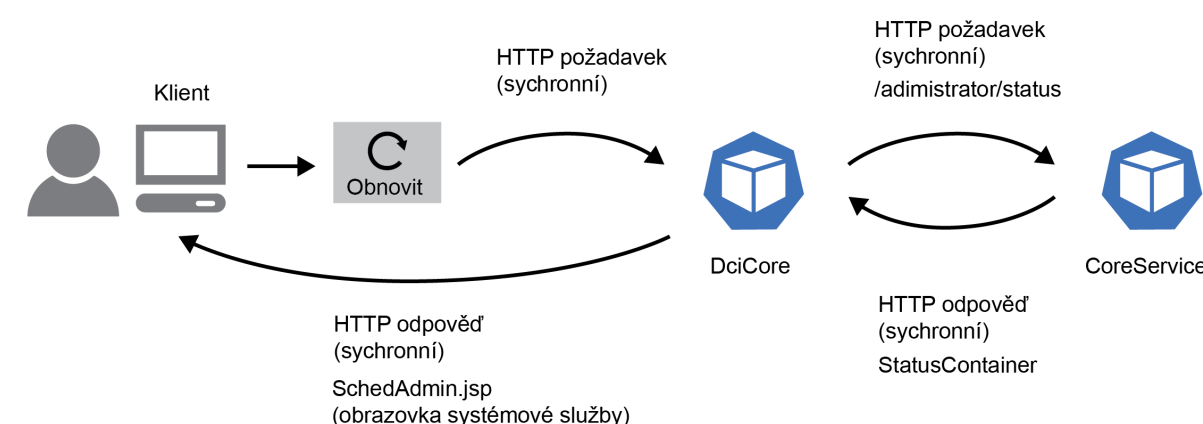 Klient
Obnovit
HTTP požadavek
(sychronní)
DciCore
HTTP požadavek
(sychronní)
/adimistrator/status
CoreService
HTTP odpověď
(sychronní)
StatusContainer
HTTP odpověď
(sychronní)
SchedAdmin.jsp
(obrazovka systémové služby)